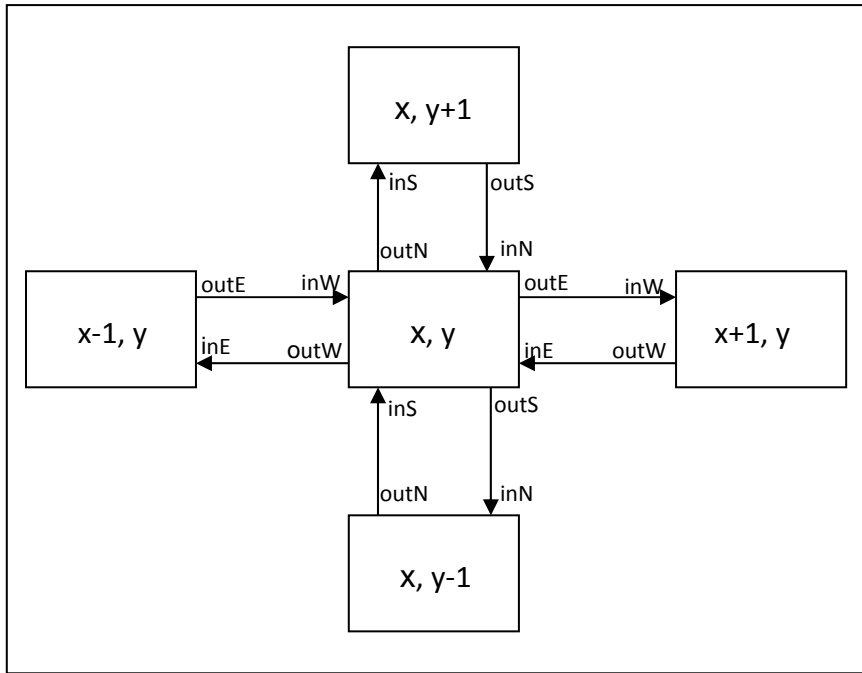 x, y+1
inS outS
outN inN
outE inW outE inW
x-1, y x, y x+1, y
inE outW inE outW
inS outS
outN inN
x, y-1